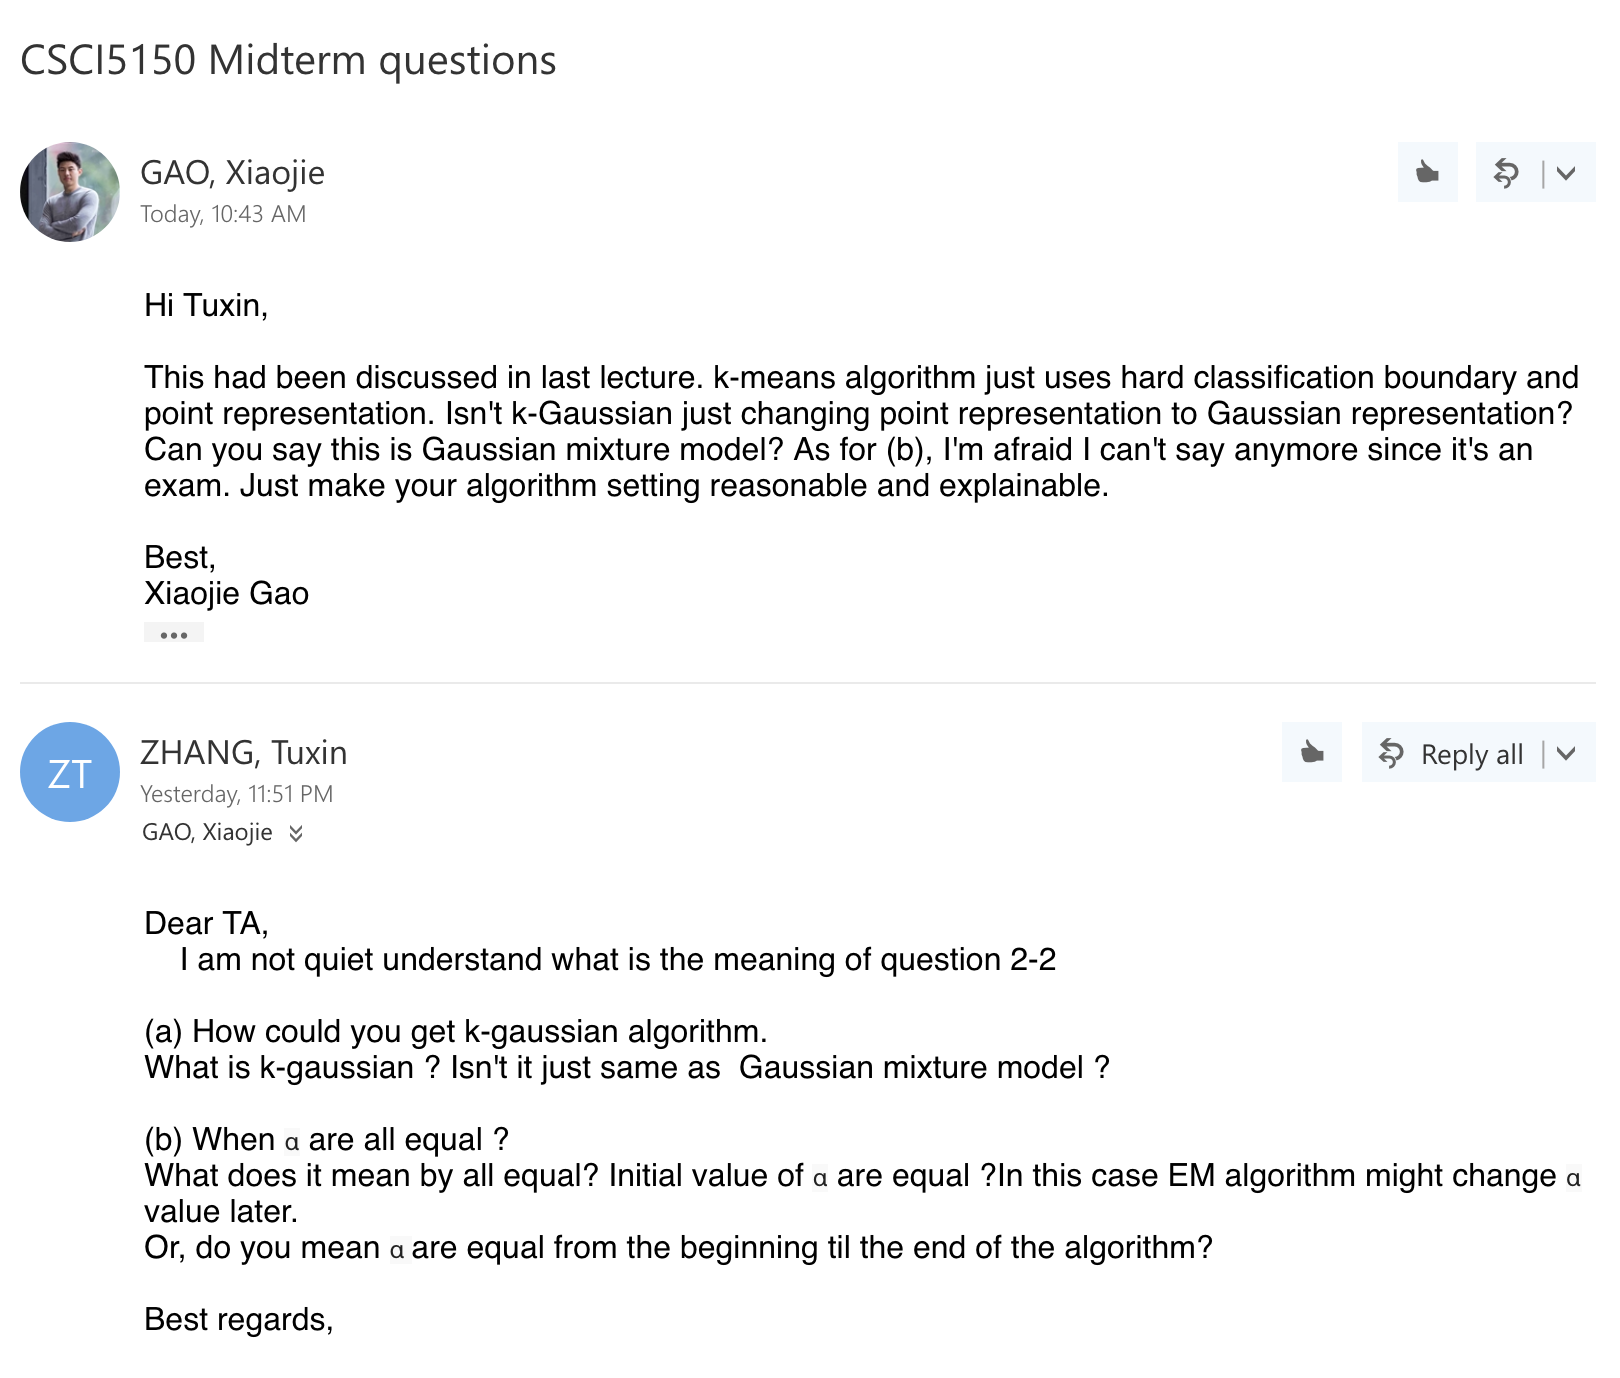 CSCI5150 Midterm questions
GAO, Xiaojie
Today, 10:43 AM
Hi Tuxin,
This had been discussed in last lecture. k-means algorithm just uses hard classification boundary and
point representation. Isn't k-Gaussian just changing point representation to Gaussian representation?
Can you say this is Gaussian mixture model? As for (b), I'm afraid I can't say anymore since it's an
exam. Just make your algorithm setting reasonable and explainable.
Best,
Xiaojie Gao
ZT
ZHANG, Tuxin
Yesterday, 11:51 PM
GAO, Xiaojie
Reply all
Dear TA,
I am not quiet understand what is the meaning of question 2-2
(a) How could you get k-gaussian algorithm.
What is k-gaussian ? Isn't it just same as  Gaussian mixture model ?
(b) When α are all equal ?
What does it mean by all equal? Initial value of α are equal ?In this case EM algorithm might change α
value later.
Or, do you mean α are equal from the beginning til the end of the algorithm?
Best regards,